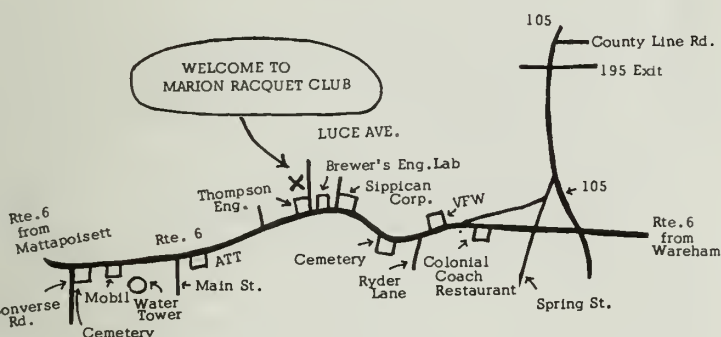 105
County Line Rd.
195 Exit
WELCOME TO
MARION RACQUET CLUB
LUCE AVE.
Brewer's Eng.Lab
Thompson
Eng.
Sippican
Corp.
VFW
105
Rte.6
from
Mattapoisett
Rte. 6
ATT
Cemetery
Ryder
Lane
Colonial
Coach
Restaurant
Rte.6
from
Wareham
Spring St.
onverse
Rd.
Mobil
Water
Tower
Main St.
Cemetery